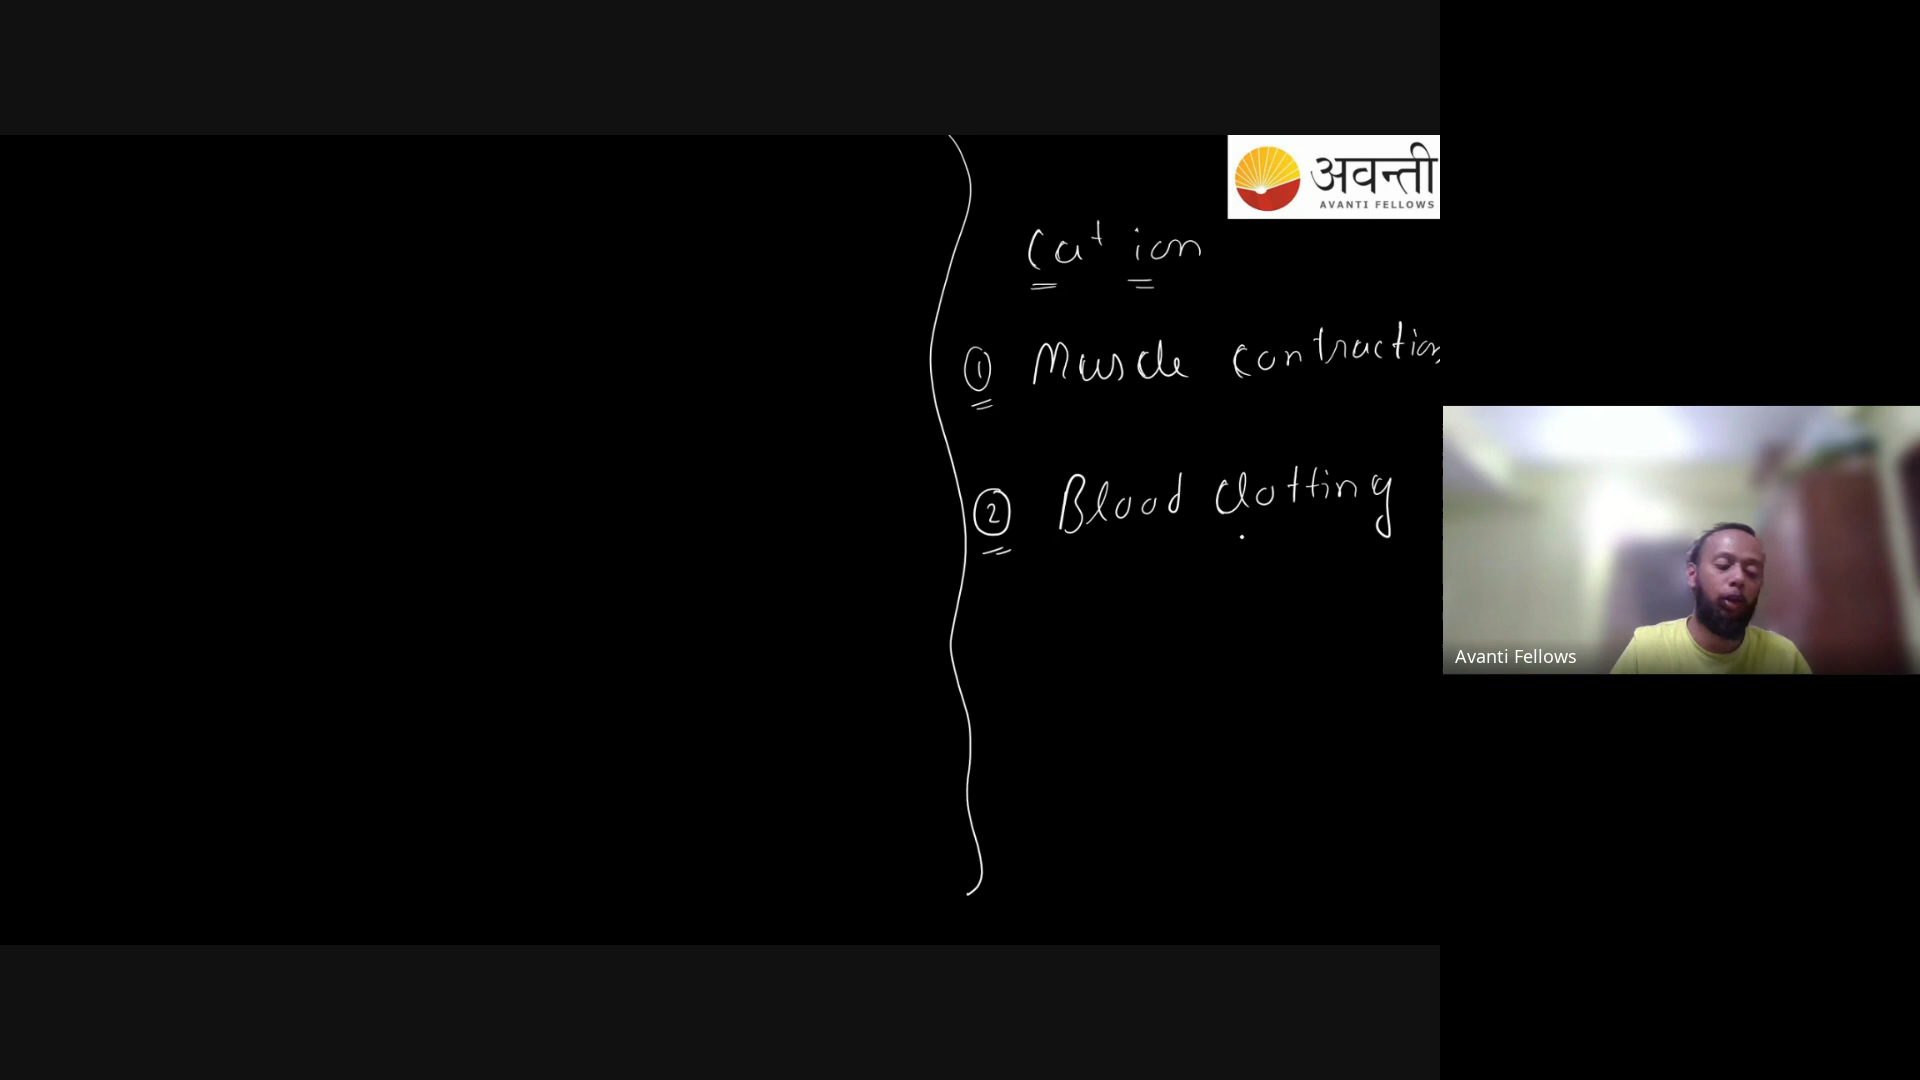 अवन्ती
AVANTI FELLOWS
Ca+ ion
1 Muscle contraction
2 Blood clotting
Avanti Fellows